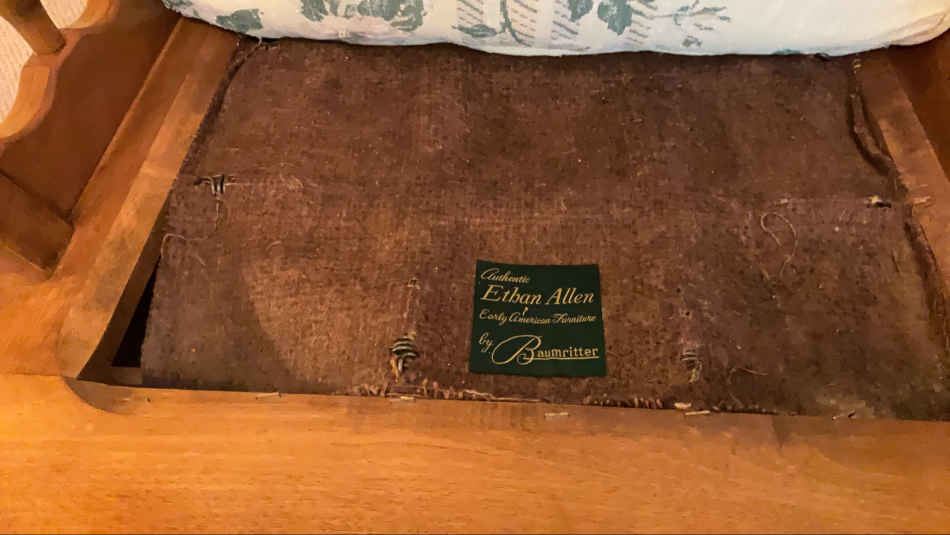 Authentic
Ethan Allen
Early American Furniture
by Baumritter